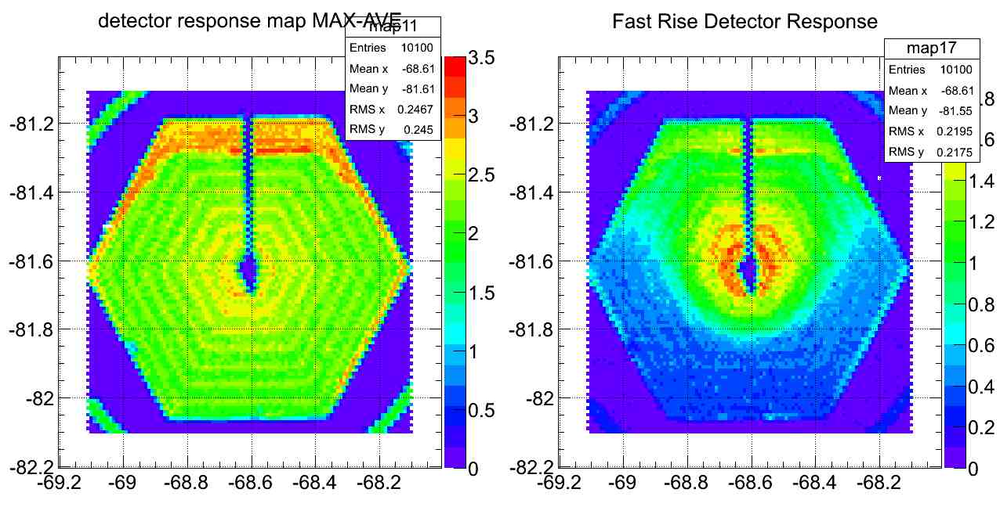 detector response map MAX-AVE
map11
Entries 10100
Mean x -68.61
Mean y -81.61
RMS x 0.2467
RMS y 0.245
3.5
3
2.5
2
1.5
1
0.5
0
-81.2
-81.4
-81.6
-81.8
-82
-82.2
-69.2 -69 -68.8 -68.6 -68.4 -68.2
Fast Rise Detector Response
map17
Entries 10100
Mean x -68.61
Mean y -81.55
RMS x 0.2195
RMS y 0.2175
.8
.6
1.4
1.2
1
0.8
0.6
0.4
0.2
0
-81.2
-81.4
-81.6
-81.8
-82
-82.2
-69.2 -69 -68.8 -68.6 -68.4 -68.2